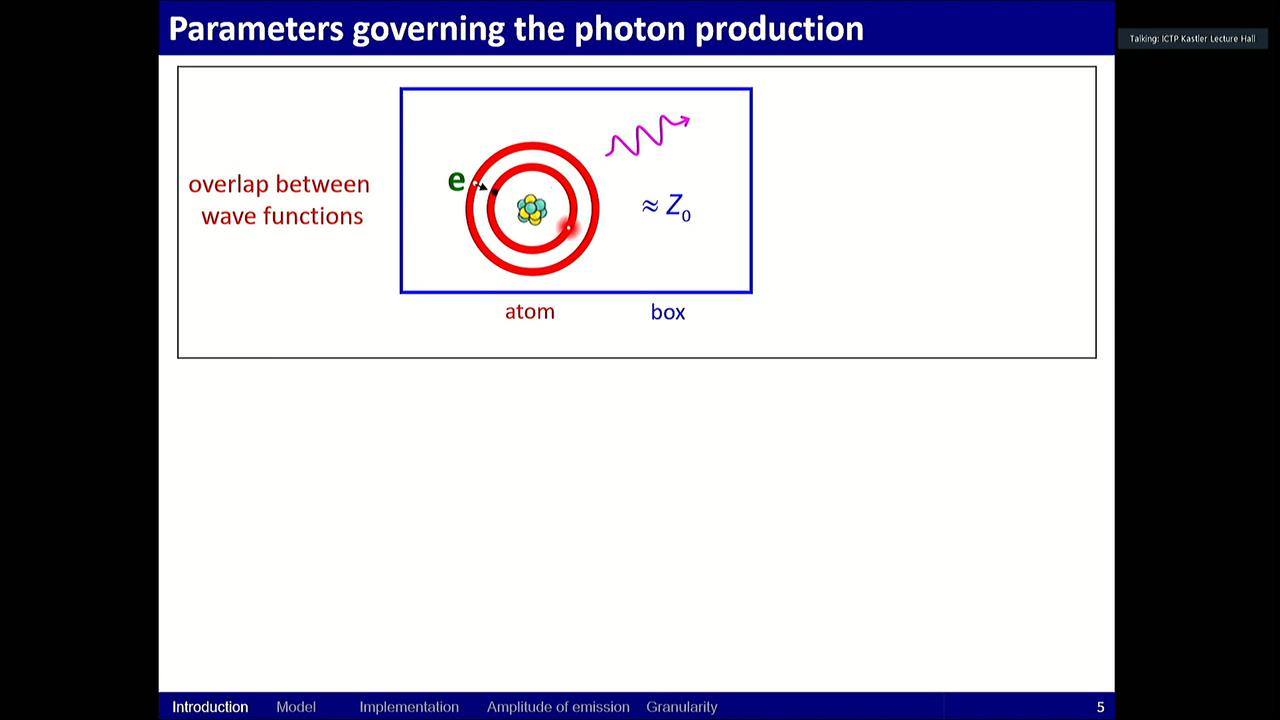 Parameters governing the photon production
Talking: ICTP Kastler Lecture Hall
overlap between
wave functions
e
≈ Z₀
atom
box
Introduction Model Implementation Amplitude of emission Granularity 5